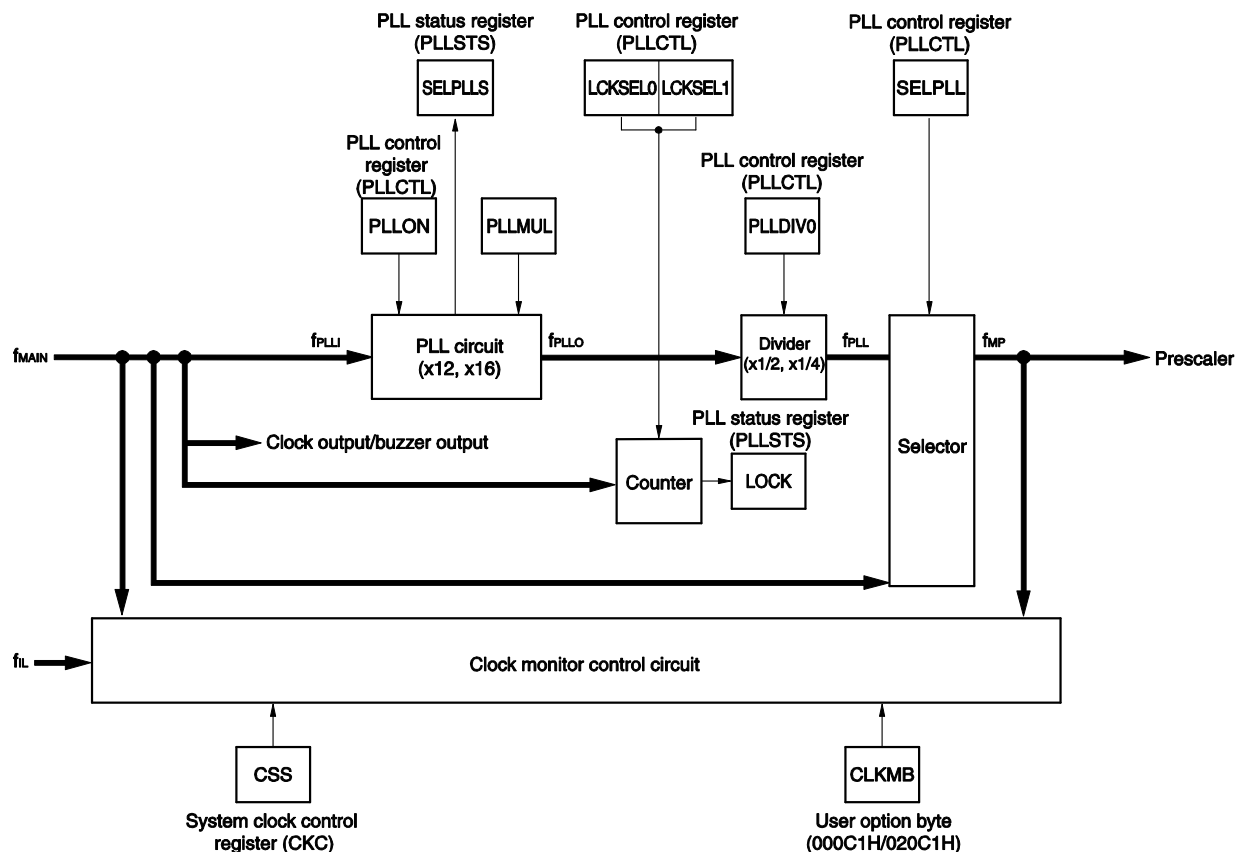 PLL status register
(PLLSTS)
SELPLLS
PLL control register
(PLLCTL)
LCKSEL0 LCKSEL1
PLL control register
(PLLCTL)
SELPLL
PLL control
register
(PLLCTL)
PLLON
PLLMUL
PLL control register
(PLLCTL)
PLLDIV0
fMAIN
fPLLI
PLL circuit
(x12, x16)
fPLLO
Divider
(x1/2, x1/4)
fPLL
fMP
Prescaler
Clock output/buzzer output
PLL status register
(PLLSTS)
Counter
LOCK
Selector
fIL
Clock monitor control circuit
CSS
System clock control
register (CKC)
CLKMB
User option byte
(000C1H/020C1H)